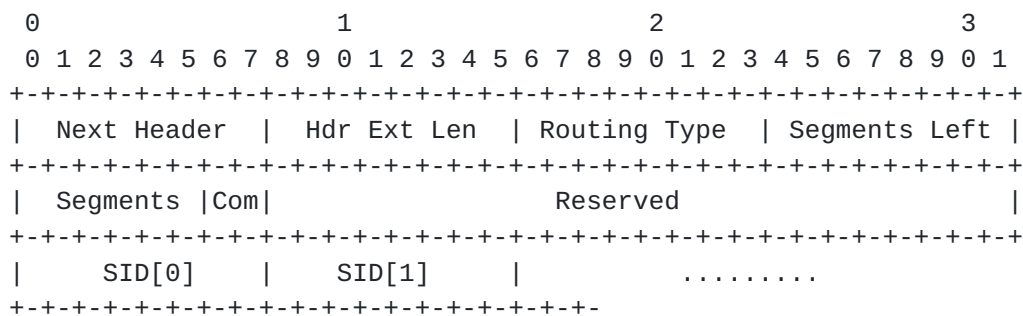 0                   1                   2                   3
 0 1 2 3 4 5 6 7 8 9 0 1 2 3 4 5 6 7 8 9 0 1 2 3 4 5 6 7 8 9 0 1
+-+-+-+-+-+-+-+-+-+-+-+-+-+-+-+-+-+-+-+-+-+-+-+-+-+-+-+-+-+-+-+-+
|  Next Header  |  Hdr Ext Len  | Routing Type  | Segments Left |
+-+-+-+-+-+-+-+-+-+-+-+-+-+-+-+-+-+-+-+-+-+-+-+-+-+-+-+-+-+-+-+-+
|  Segments |Com|                  Reserved                     |
+-+-+-+-+-+-+-+-+-+-+-+-+-+-+-+-+-+-+-+-+-+-+-+-+-+-+-+-+-+-+-+-+
|     SID[0]    |    SID[1]     |          .........
+-+-+-+-+-+-+-+-+-+-+-+-+-+-+-+-+-+-+-